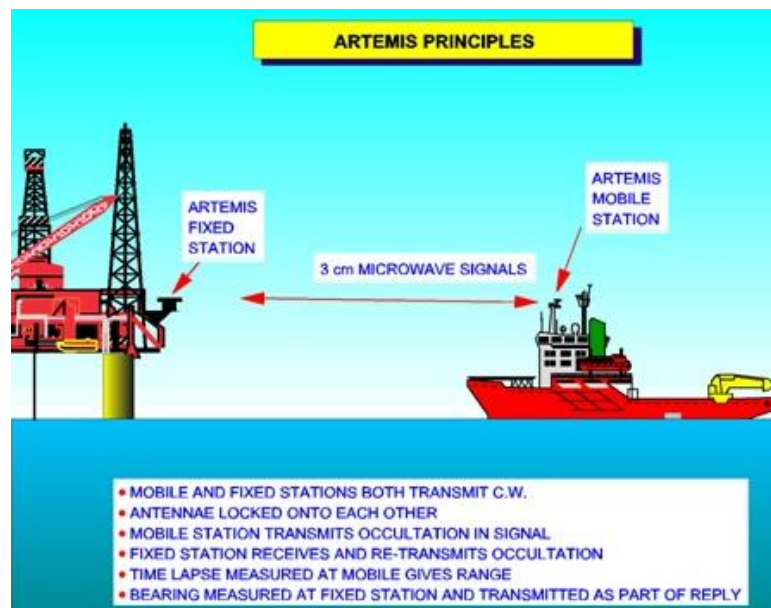 ARTEMIS PRINCIPLES
ARTEMIS
FIXED
STATION
ARTEMIS
MOBILE
STATION
3 cm MICROWAVE SIGNALS
• MOBILE AND FIXED STATIONS BOTH TRANSMIT C.W.
• ANTENNAE LOCKED ONTO EACH OTHER
• MOBILE STATION TRANSMITS OCCULTATION IN SIGNAL
• FIXED STATION RECEIVES AND RE-TRANSMITS OCCULTATION
• TIME LAPSE MEASURED AT MOBILE GIVES RANGE
• BEARING MEASURED AT FIXED STATION AND TRANSMITTED AS PART OF REPLY